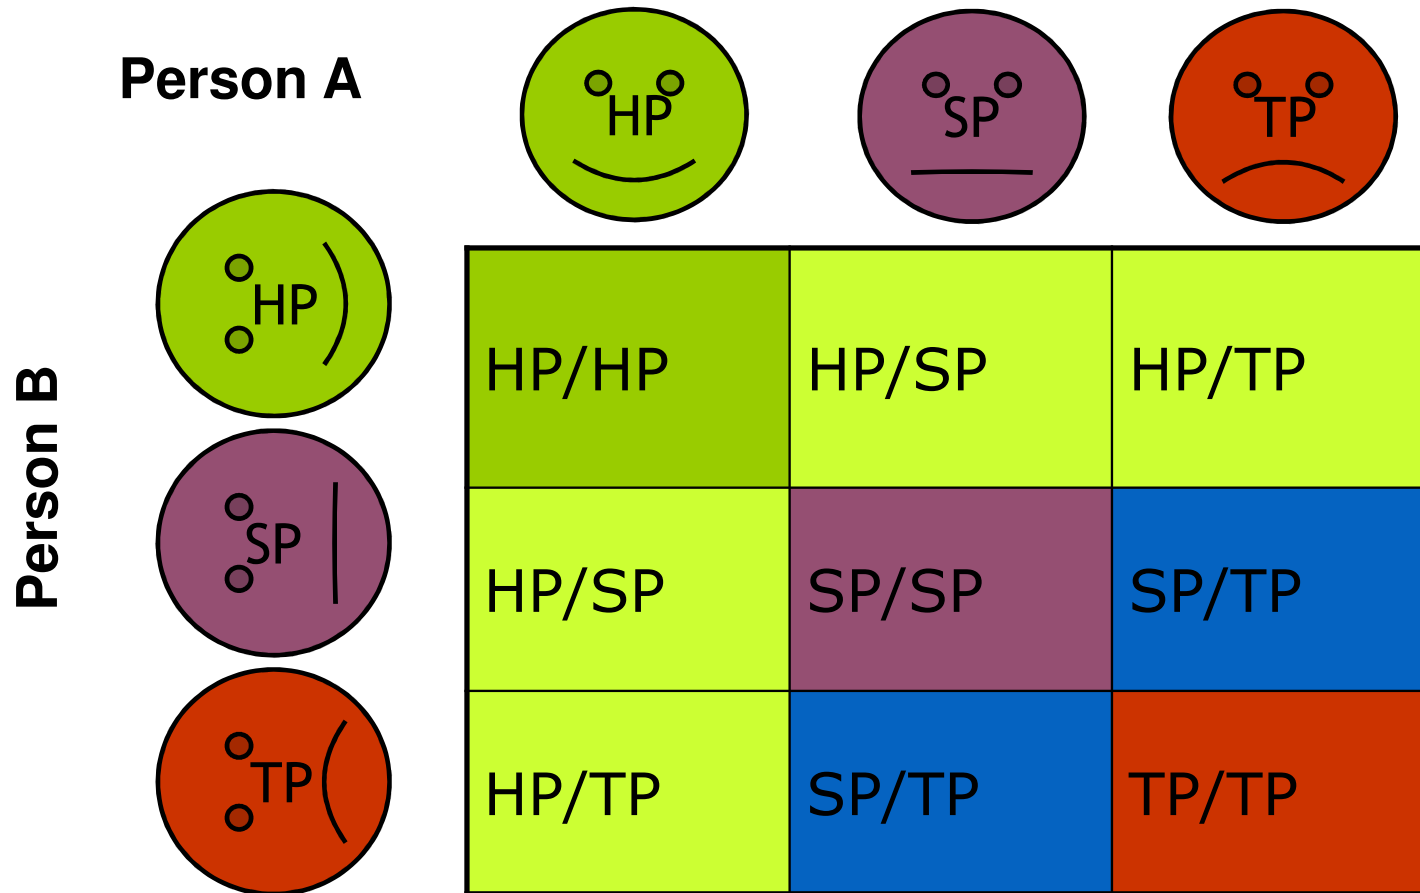 Person A
HP
SP
TP
Person B
HP
HP/HP
HP/SP
HP/TP
SP
HP/SP
SP/SP
SP/TP
TP
HP/TP
SP/TP
TP/TP